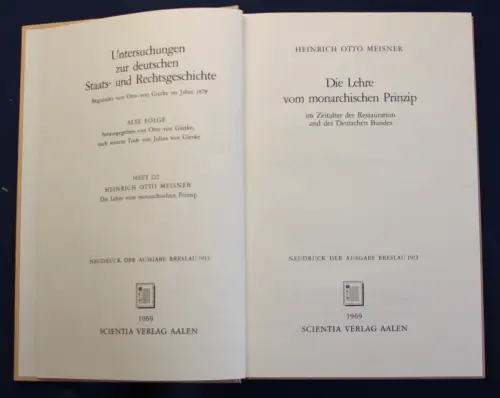 Untersuchungen
zur deutschen
Staats- und Rechtsgeschichte
Begründet von Otto von Gierke im Jahre 1879
ALTE FOLGE
herausgegeben von Otto von Gierke,
nach seinem Tode von Julius von Gierke
HEFT 122
HEINRICH OTTO MEISNER
Die Lehre vom monarchischen Prinzip
NEUDRUCK DER AUSGABE BRESLAU 1913
1969
SCIENTIA VERLAG AALEN
HEINRICH OTTO MEISNER
Die Lehre
vom monarchischen Prinzip
im Zeitalter der Restauration
und des Deutschen Bundes
NEUDRUCK DER AUSGABE BRESLAU 1913
1969
SCIENTIA VERLAG AALEN